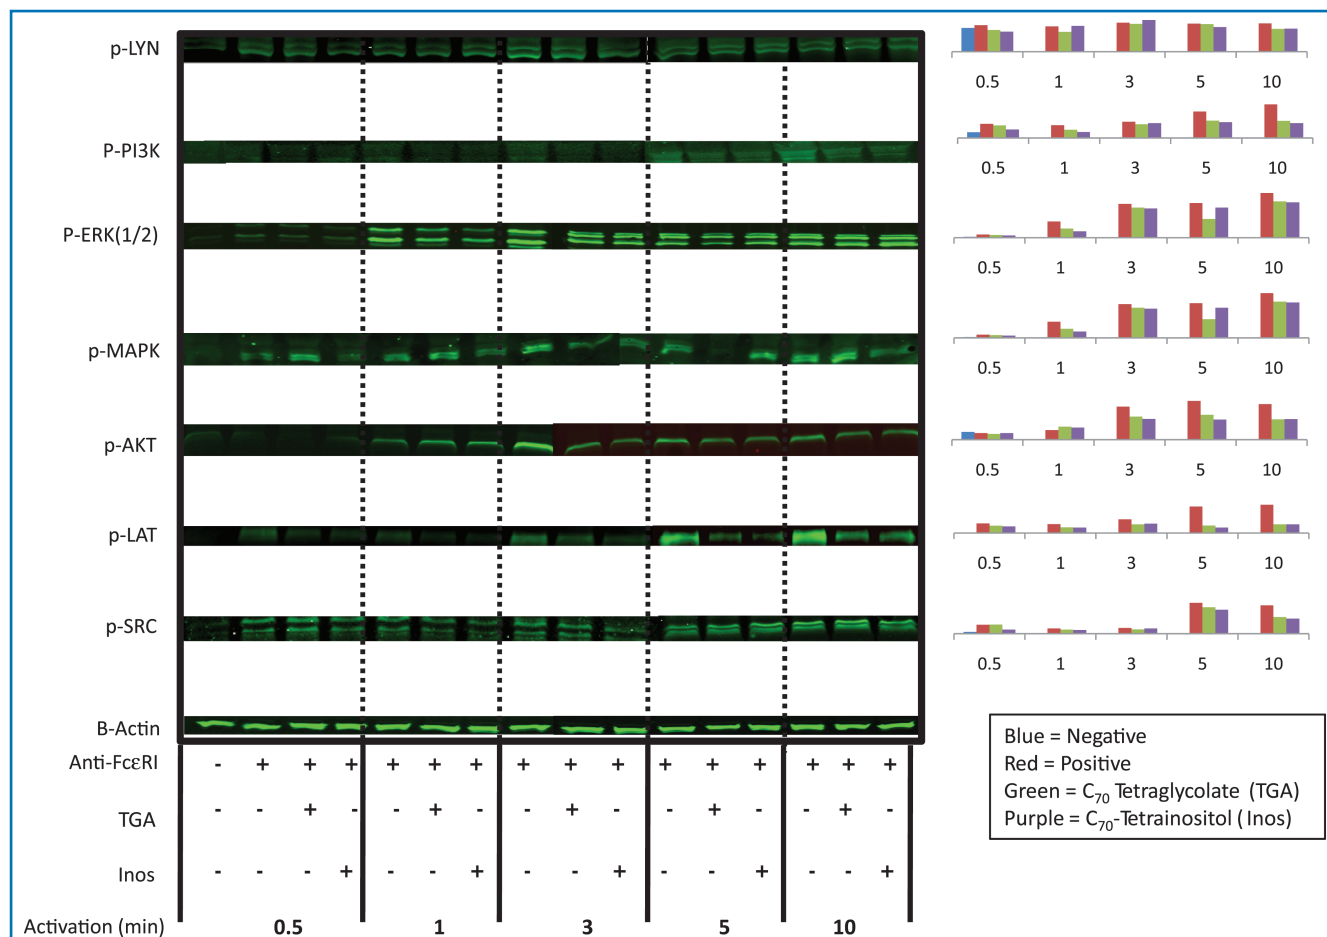 p-LYN
0.5 1 3 5 10
P-PI3K
0.5 1 3 5 10
P-ERK(1/2)
0.5 1 3 5 10
p-MAPK
0.5 1 3 5 10
p-AKT
0.5 1 3 5 10
p-LAT
0.5 1 3 5 10
p-SRC
0.5 1 3 5 10
B-Actin
Anti-FcεRI - + + + + + + + + + + + + + + +
TGA - - + - - + - - + - - + - - + -
Inos - - - + - - + - - + - - + - - +
Activation (min) 0.5 1 3 5 10
Blue = Negative
Red = Positive
Green = C₇₀ Tetraglycolate (TGA)
Purple = C₇₀-Tetrainositol (Inos)